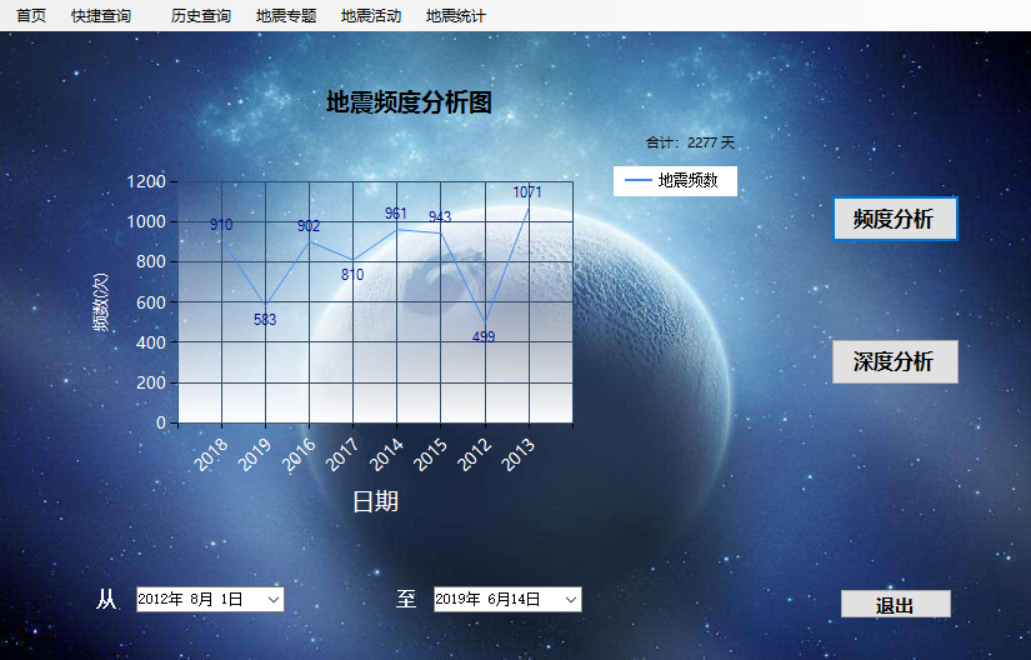 首页 快捷查询 历史查询 地震专题 地震活动 地震统计
地震频度分析图
合计：2277 天
地震频数
频度分析
深度分析
频数(次)
1200
1000
800
600
400
200
0
910
583
902
810
961
943
499
1071
2018 2019 2016 2017 2014 2015 2012 2013
日期
从 2012年 8月 1日 至 2019年 6月14日
退出